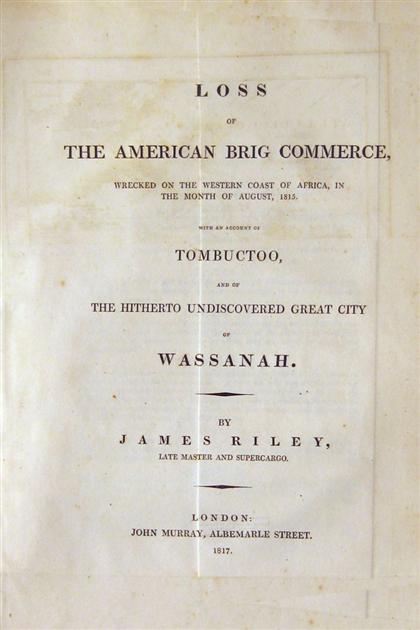 LOSS
OF
THE AMERICAN BRIG COMMERCE,
WRECKED ON THE WESTERN COAST OF AFRICA, IN
THE MONTH OF AUGUST, 1815.
WITH AN ACCOUNT OF
TOMBUCTOO,
AND OF
THE HITHERTO UNDISCOVERED GREAT CITY
OF
WASSANAH.
BY
JAMES RILEY,
LATE MASTER AND SUPERCARGO.
LONDON:
JOHN MURRAY, ALBEMARLE STREET.
1817.